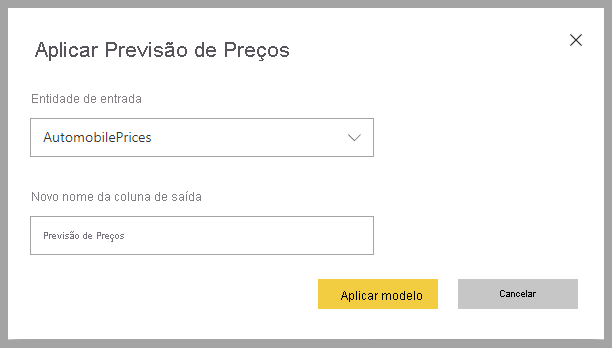 Aplicar Previsão de Preços
Entidade de entrada
AutomobilePrices
Novo nome da coluna de saída
Previsão de Preços
Aplicar modelo
Cancelar